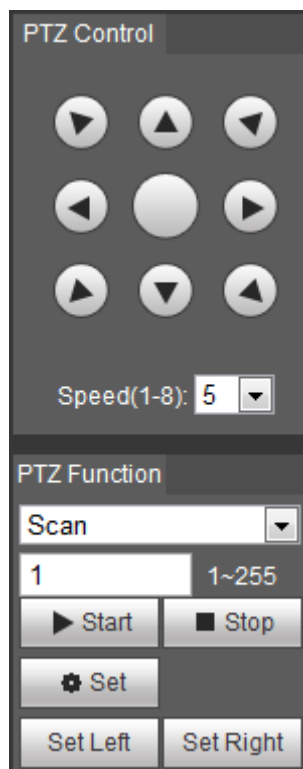 PTZ Control
Speed(1-8): 5
PTZ Function
Scan
1 1~255
Start Stop
Set
Set Left Set Right